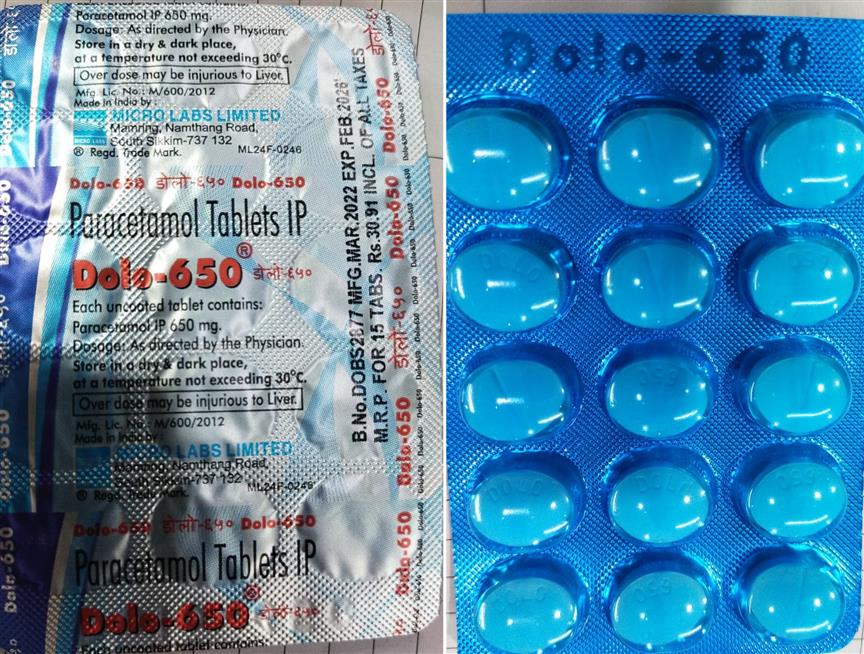 Paracetamol IP 650 mg.
Dosage: As directed by the Physician.
Store in a dry & dark place,
at a temperature not exceeding 30°C.
Over dose may be injurious to Liver.
Mfg. Lic. No.: M/600/2012
Made in India by :
MICRO LABS LIMITED
MICRO LABS
Mamring, Namthang Road,
South Sikkim-737 132
® Regd. Trade Mark. ML24F-0246
Dolo-650 डोलो-६५० Dolo-650
Paracetamol Tablets IP
Dolo-650® डोलो-६५०
Each uncoated tablet contains:
Paracetamol IP 650 mg.
Dosage: As directed by the Physician.
Store in a dry & dark place,
at a temperature not exceeding 30°C.
Over dose may be injurious to Liver.
Mfg. Lic. No.: M/600/2012
Made in India by :
MICRO LABS LIMITED
Mamring, Namthang Road,
South Sikkim-737 132
® Regd. Trade Mark. ML24F-0246
Dolo-650 डोलो-६५० Dolo-650
Paracetamol Tablets IP
Dolo-650® डोलो-६५०
Each uncoated tablet contains:
B.No.DOBS2977 MFG.MAR.2022 EXP.FEB.2026
M.R.P. FOR 15 TABS. Rs.30.91 INCL. OF ALL TAXES
Dolo-650 डोलो-६५० Dolo-650 Dolo-650
Dolo-650